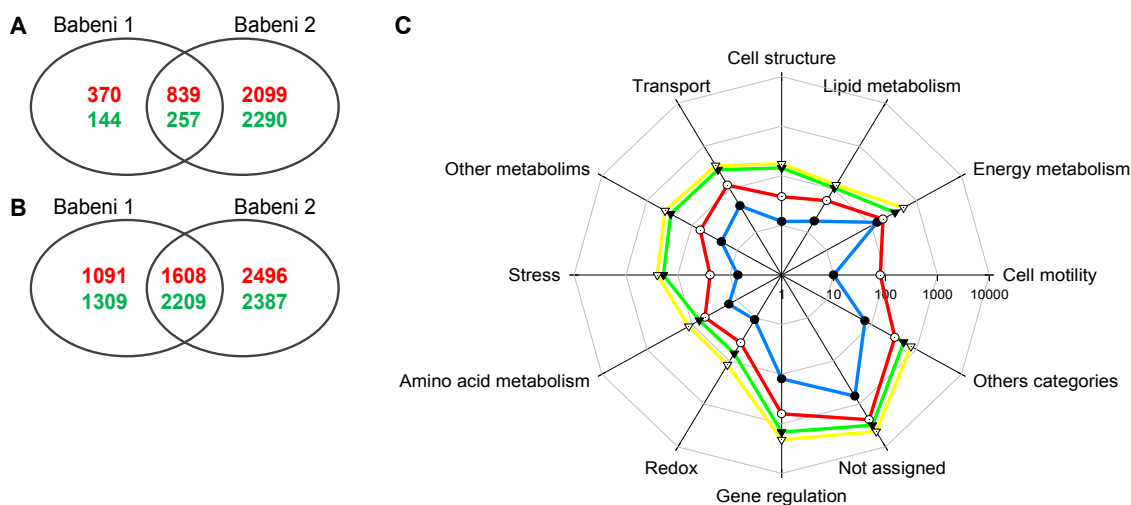 A
Babeni 1 Babeni 2
370 839 2099
144 257 2290
B
Babeni 1 Babeni 2
1091 1608 2496
1309 2209 2387
C
Cell structure
Transport Lipid metabolism
Other metabolims Energy metabolism
Stress Cell motility
1 10 100 1000 10000
Amino acid metabolism Others categories
Redox Not assigned
Gene regulation